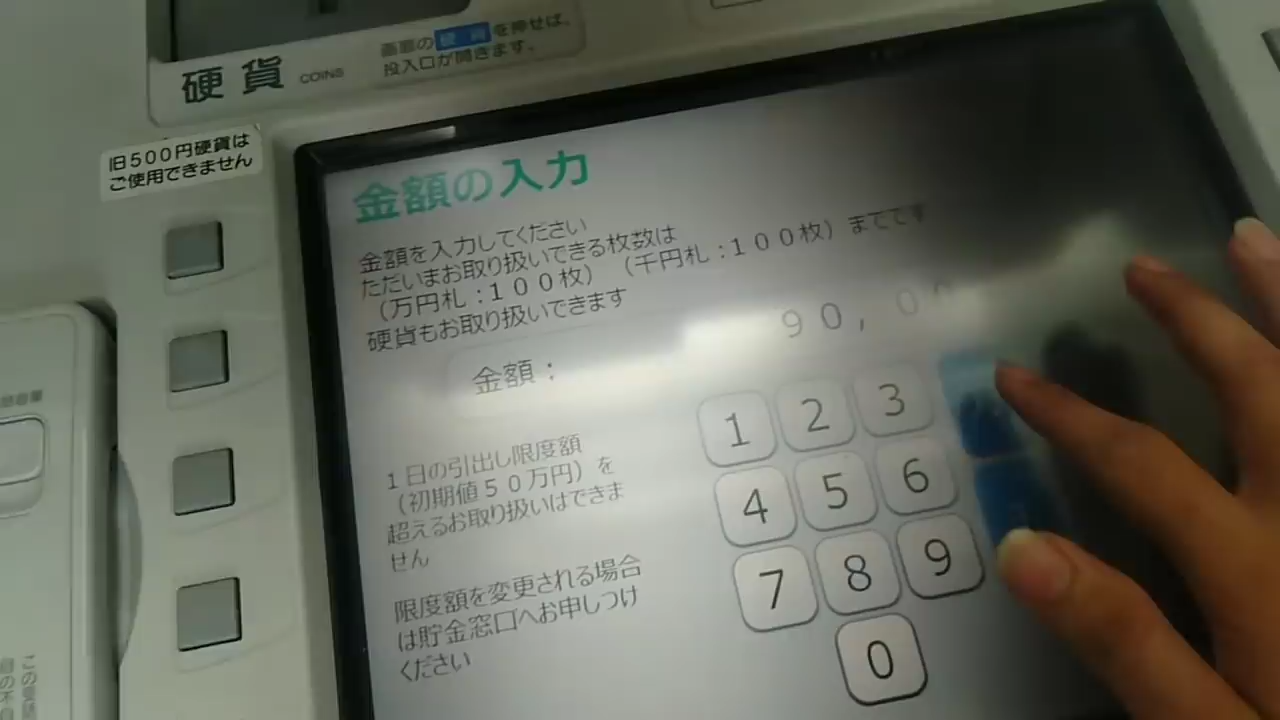 硬貨 COINS
画面の硬貨を押せば、
投入口が開きます。
旧500円硬貨は
ご使用できません
金額の入力
金額を入力してください
ただいまお取り扱いできる枚数は
（万円札：１００枚）（千円札：１００枚）までです
硬貨もお取り扱いできます
金額：
９０，００
１日の引出し限度額
（初期値５０万円）を
超えるお取り扱いはできま
せん
限度額を変更される場合
は貯金窓口へお申しつけ
ください
1 2 3
4 5 6
7 8 9
0